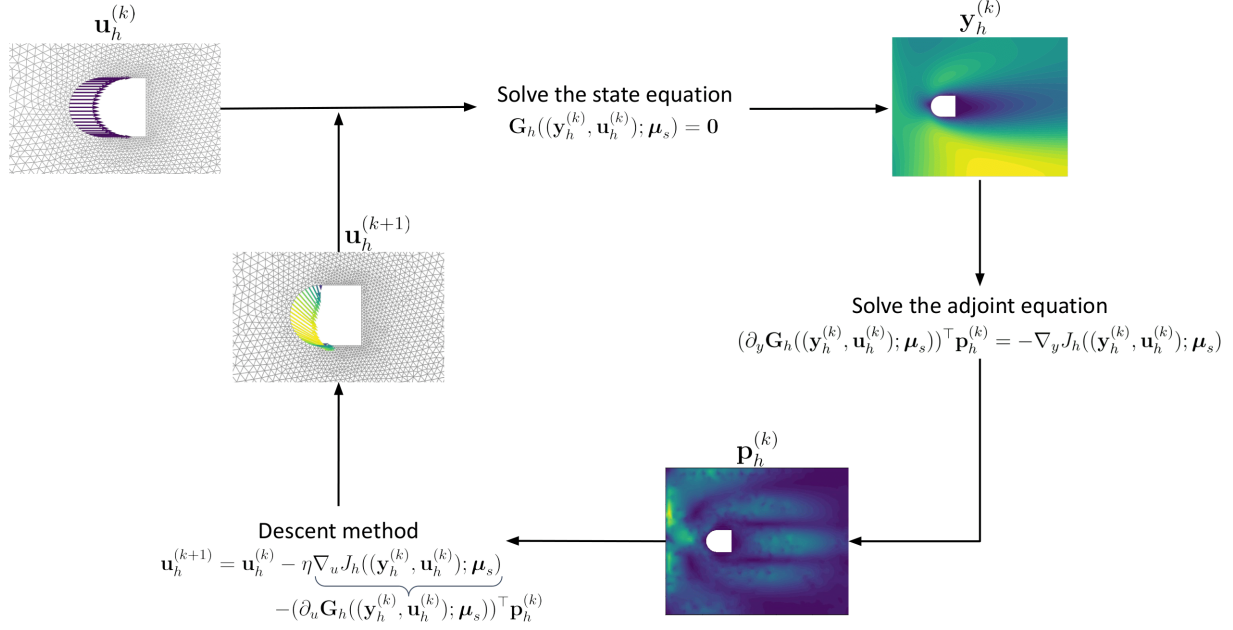 𝐮_h^{(k)}
𝐲_h^{(k)}
Solve the state equation
𝐆_h((𝐲_h^{(k)}, 𝐮_h^{(k)}); 𝝁_s) = 𝟎
𝐮_h^{(k+1)}
Solve the adjoint equation
(∂_y 𝐆_h((𝐲_h^{(k)}, 𝐮_h^{(k)}); 𝝁_s))^⊤ 𝐩_h^{(k)} = −∇_y J_h((𝐲_h^{(k)}, 𝐮_h^{(k)}); 𝝁_s)
𝐩_h^{(k)}
Descent method
𝐮_h^{(k+1)} = 𝐮_h^{(k)} − η∇_u J_h((𝐲_h^{(k)}, 𝐮_h^{(k)}); 𝝁_s)
−(∂_u 𝐆_h((𝐲_h^{(k)}, 𝐮_h^{(k)}); 𝝁_s))^⊤ 𝐩_h^{(k)}